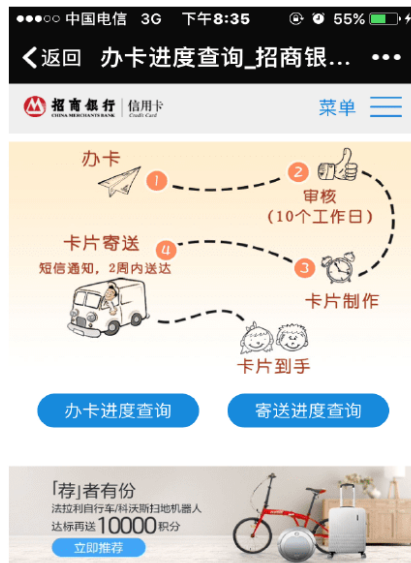 中国电信 3G 下午8:35 55%
返回 办卡进度查询_招商银... •••
招商银行 信用卡 菜单
CHINA MERCHANTS BANK Credit Card
办卡
1
2
审核
(10个工作日)
卡片寄送
4
短信通知，2周内送达
3
卡片制作
卡片到手
办卡进度查询 寄送进度查询
「荐」者有份
法拉利自行车/科沃斯扫地机器人
达标再送10000积分
立即推荐